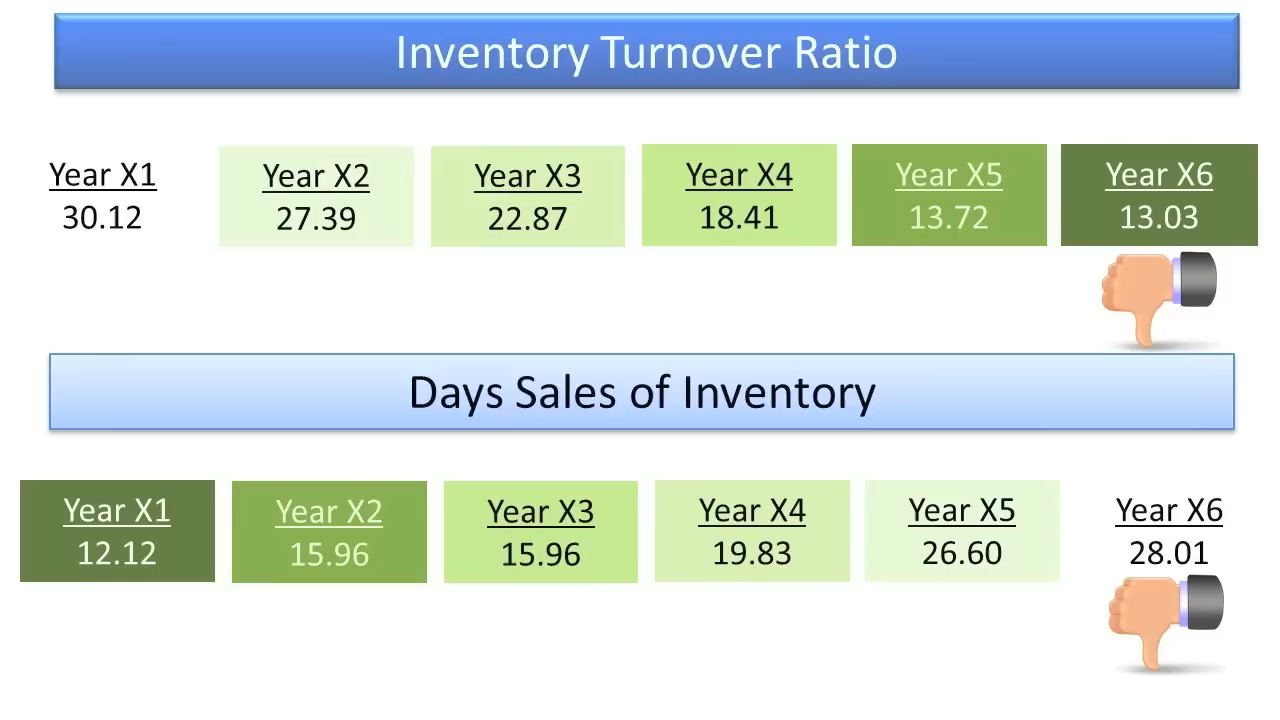 Inventory Turnover Ratio
Year X1 Year X2 Year X3 Year X4 Year X5 Year X6
30.12 27.39 22.87 18.41 13.72 13.03
Days Sales of Inventory
Year X1 Year X2 Year X3 Year X4 Year X5 Year X6
12.12 15.96 15.96 19.83 26.60 28.01